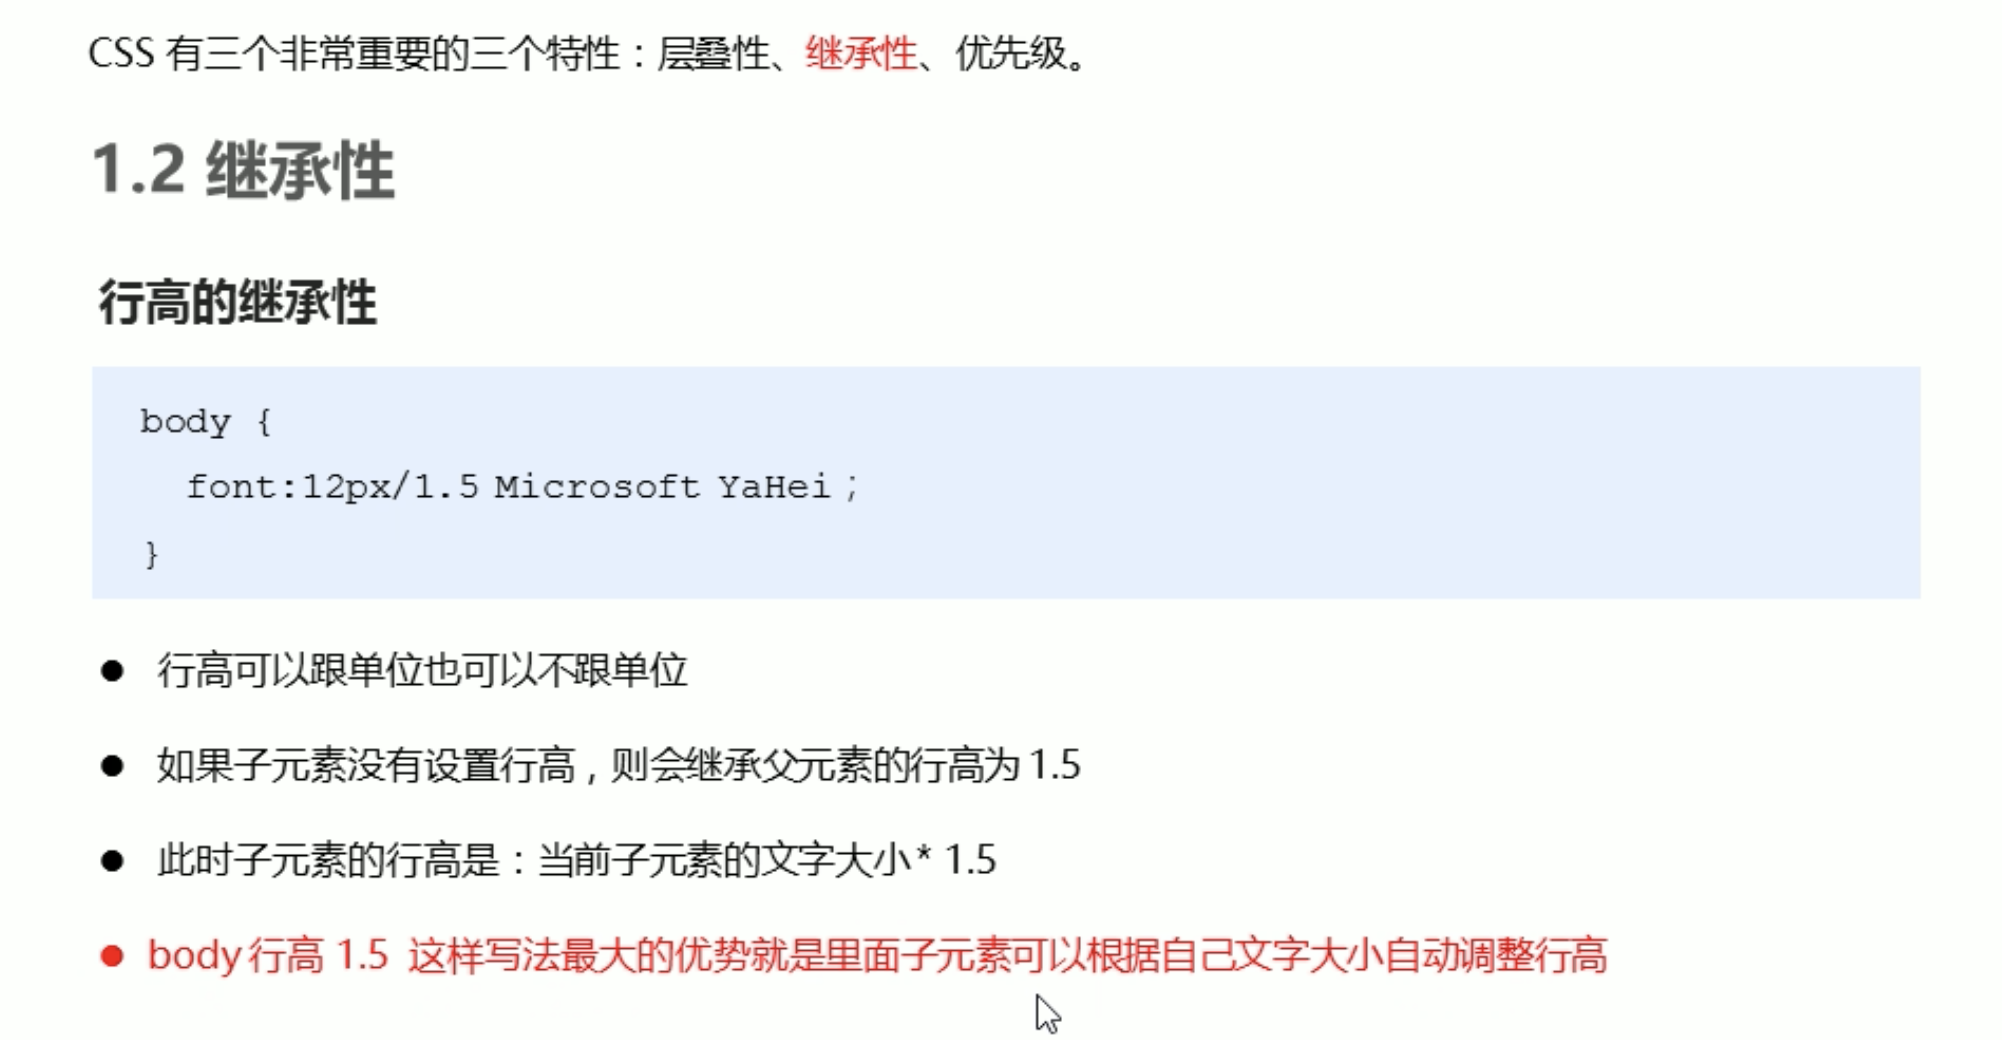 CSS 有三个非常重要的三个特性：层叠性、继承性、优先级。
1.2 继承性
行高的继承性
body {
font:12px/1.5 Microsoft YaHei；
}
● 行高可以跟单位也可以不跟单位
● 如果子元素没有设置行高，则会继承父元素的行高为 1.5
● 此时子元素的行高是：当前子元素的文字大小* 1.5
● body 行高 1.5 这样写法最大的优势就是里面子元素可以根据自己文字大小自动调整行高